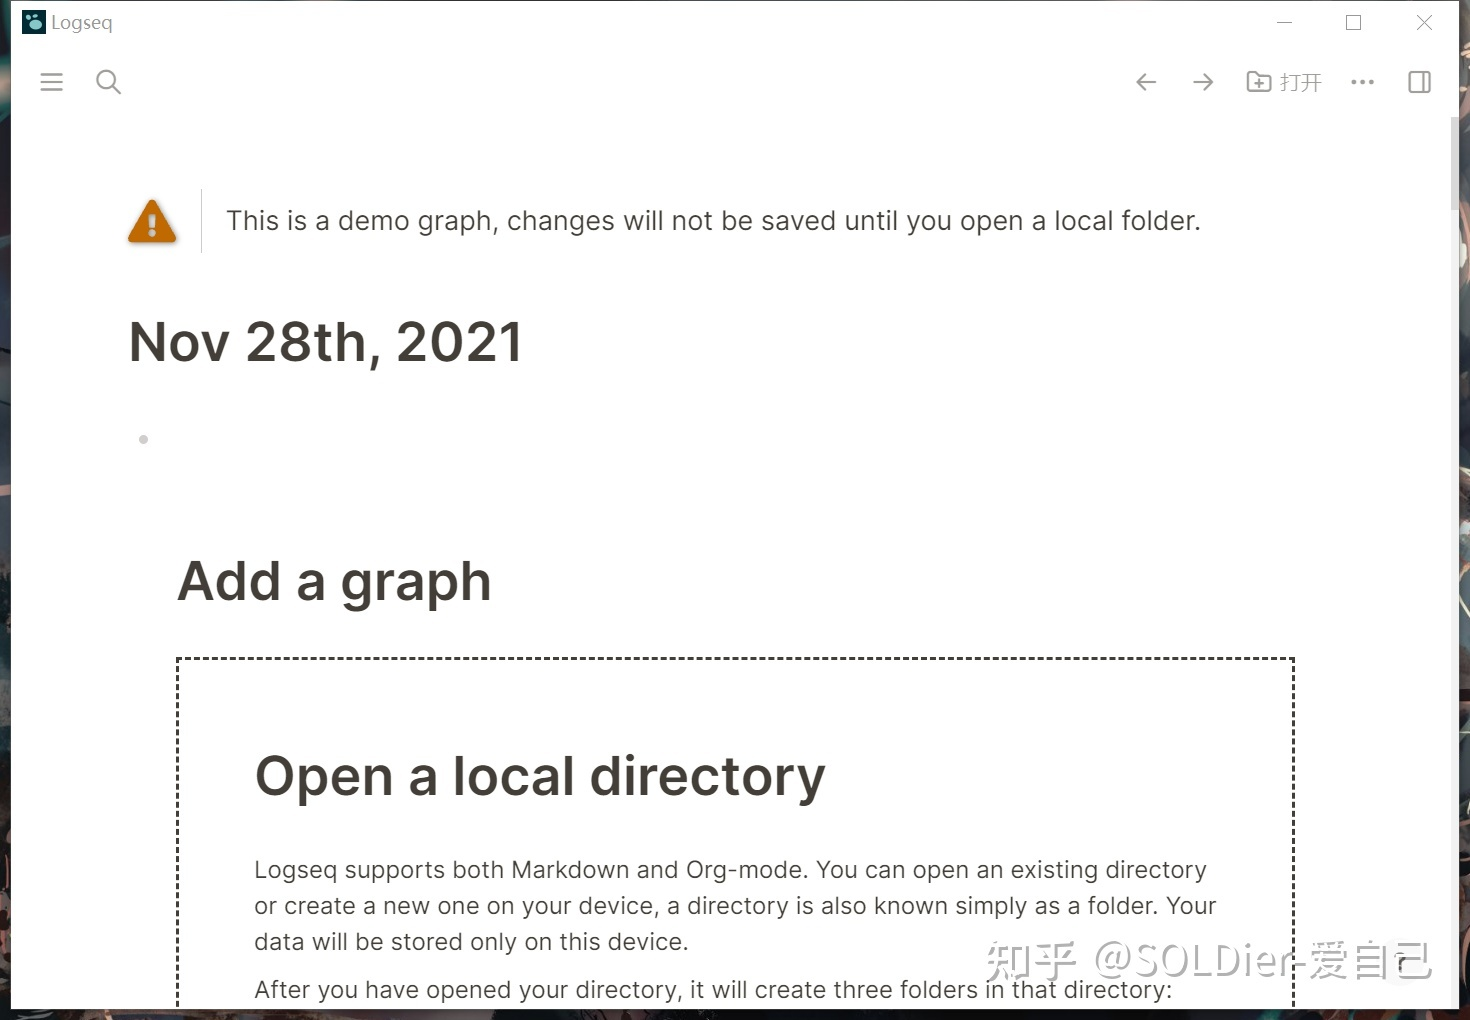 Logseq
打开
This is a demo graph, changes will not be saved until you open a local folder.
Nov 28th, 2021
Add a graph
Open a local directory
Logseq supports both Markdown and Org-mode. You can open an existing directory
or create a new one on your device, a directory is also known simply as a folder. Your
data will be stored only on this device.
After you have opened your directory, it will create three folders in that directory:
知乎 @SOLDier-爱自己